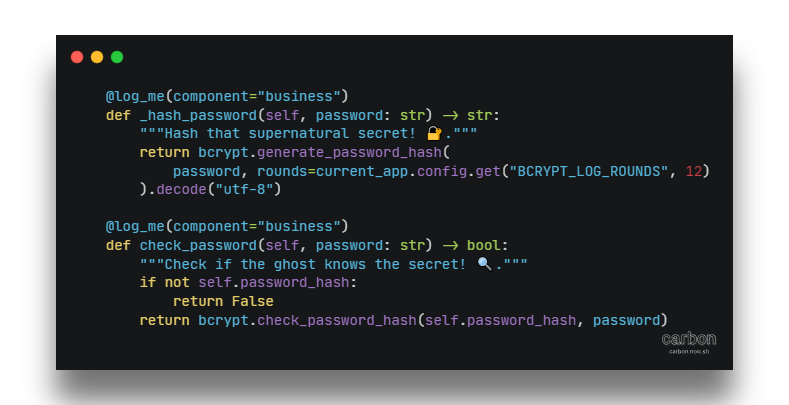 @log_me(component="business")
def _hash_password(self, password: str) -> str:
"""Hash that supernatural secret! 🔐."""
return bcrypt.generate_password_hash(
password, rounds=current_app.config.get("BCRYPT_LOG_ROUNDS", 12)
).decode("utf-8")
@log_me(component="business")
def check_password(self, password: str) -> bool:
"""Check if the ghost knows the secret! 🔍."""
if not self.password_hash:
return False
return bcrypt.check_password_hash(self.password_hash, password)
carbon
carbon.now.sh